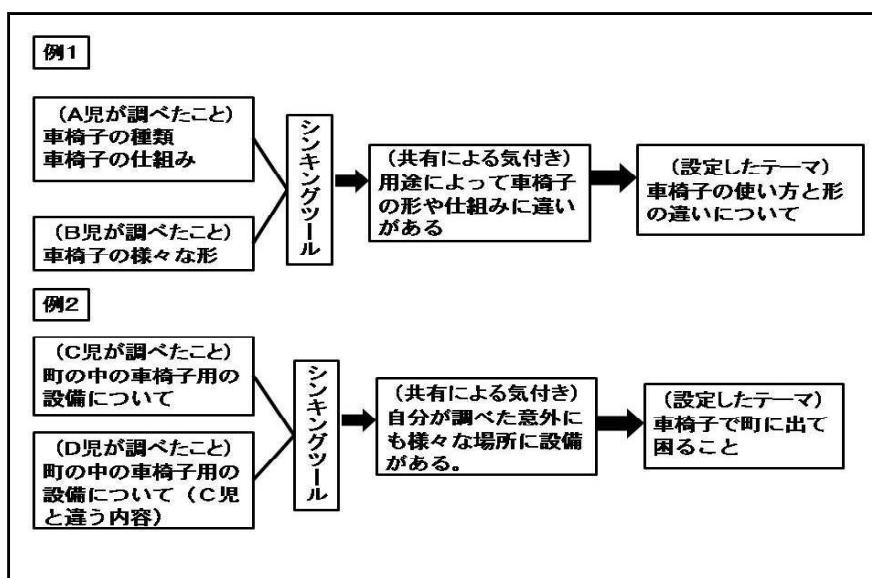 例1
(A児が調べたこと)
車椅子の種類
車椅子の仕組み
(B児が調べたこと)
車椅子の様々な形
シンキングツール
(共有による気付き)
用途によって車椅子
の形や仕組みに違い
がある
(設定したテーマ)
車椅子の使い方と形
の違いについて
例2
(C児が調べたこと)
町の中の車椅子用の
設備について
(D児が調べたこと)
町の中の車椅子用の
設備について(C児
と違う内容)
シンキングツール
(共有による気付き)
自分が調べた意外に
も様々な場所に設備
がある。
(設定したテーマ)
車椅子で町に出て
困ること